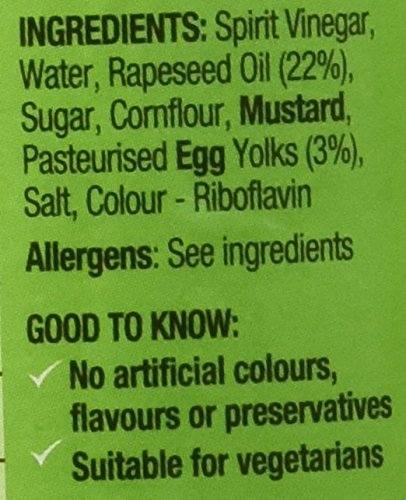 INGREDIENTS: Spirit Vinegar,
Water, Rapeseed Oil (22%),
Sugar, Cornflour, Mustard,
Pasteurised Egg Yolks (3%),
Salt, Colour - Riboflavin
Allergens: See ingredients
GOOD TO KNOW:
✓ No artificial colours,
flavours or preservatives
✓ Suitable for vegetarians